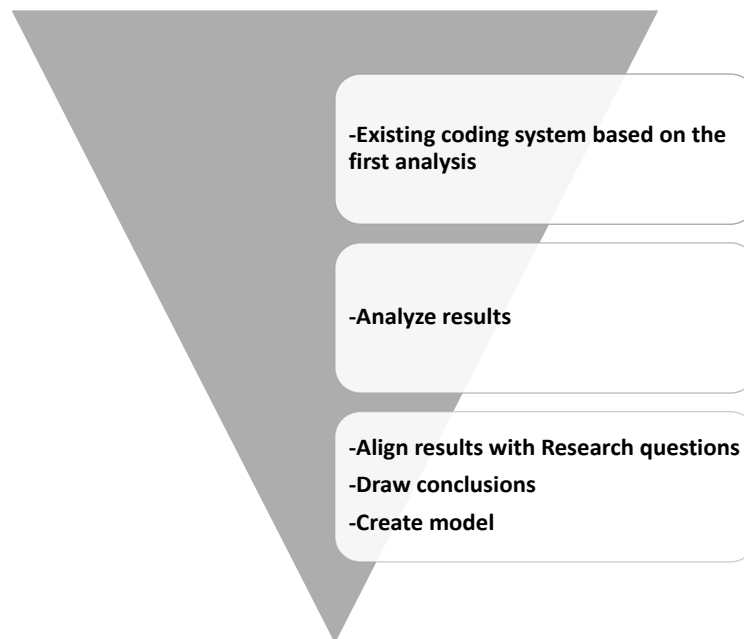 -Existing coding system based on the
first analysis
-Analyze results
-Align results with Research questions
-Draw conclusions
-Create model